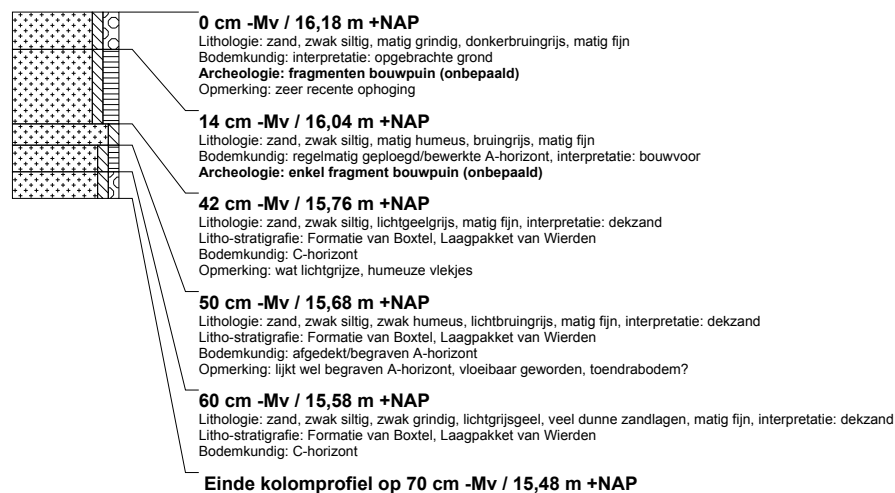 0 cm -Mv / 16,18 m +NAP
Lithologie: zand, zwak siltig, matig grindig, donkerbruingrijs, matig fijn
Bodemkundig: interpretatie: opgebrachte grond
Archeologie: fragmenten bouwpuin (onbepaald)
Opmerking: zeer recente ophoging
14 cm -Mv / 16,04 m +NAP
Lithologie: zand, zwak siltig, matig humeus, bruingrijs, matig fijn
Bodemkundig: regelmatig geploegd/bewerkte A-horizont, interpretatie: bouwvoor
Archeologie: enkel fragment bouwpuin (onbepaald)
42 cm -Mv / 15,76 m +NAP
Lithologie: zand, zwak siltig, lichtgeelgrijs, matig fijn, interpretatie: dekzand
Litho-stratigrafie: Formatie van Boxtel, Laagpakket van Wierden
Bodemkundig: C-horizont
Opmerking: wat lichtgrijze, humeuze vlekjes
50 cm -Mv / 15,68 m +NAP
Lithologie: zand, zwak siltig, zwak humeus, lichtbruingrijs, matig fijn, interpretatie: dekzand
Litho-stratigrafie: Formatie van Boxtel, Laagpakket van Wierden
Bodemkundig: afgedekt/begraven A-horizont
Opmerking: lijkt wel begraven A-horizont, vloeibaar geworden, toendrabodem?
60 cm -Mv / 15,58 m +NAP
Lithologie: zand, zwak siltig, zwak grindig, lichtgrijsgeel, veel dunne zandlagen, matig fijn, interpretatie: dekzand
Litho-stratigrafie: Formatie van Boxtel, Laagpakket van Wierden
Bodemkundig: C-horizont
Einde kolomprofiel op 70 cm -Mv / 15,48 m +NAP